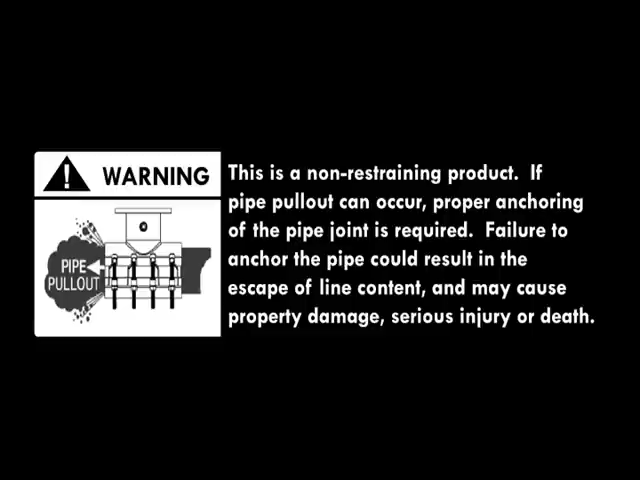 WARNING
PIPE
PULLOUT
This is a non-restraining product.  If
pipe pullout can occur, proper anchoring
of the pipe joint is required.  Failure to
anchor the pipe could result in the
escape of line content, and may cause
property damage, serious injury or death.